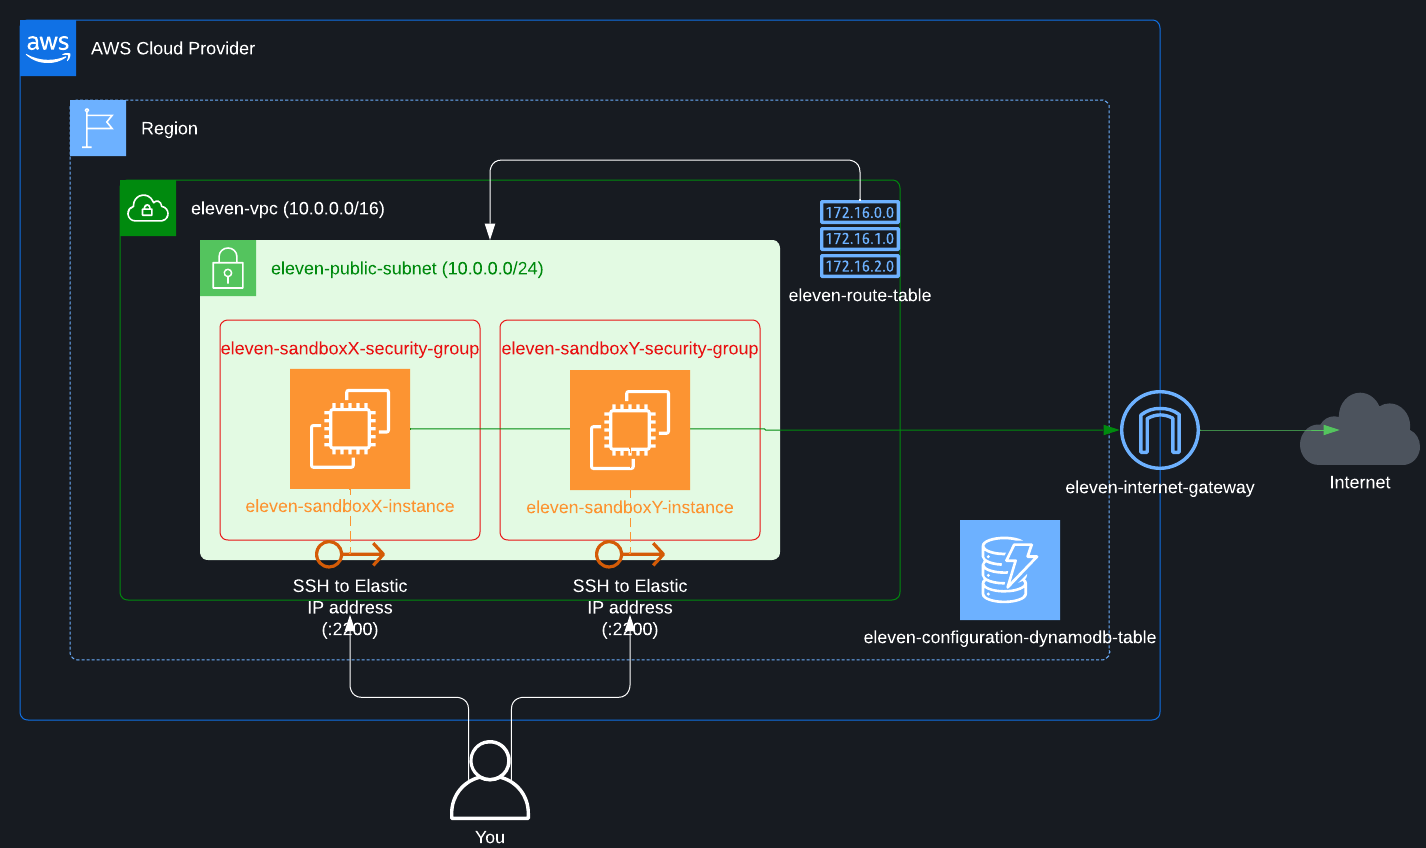 aws
AWS Cloud Provider
Region
eleven-vpc (10.0.0.0/16)
172.16.0.0
172.16.1.0
172.16.2.0
eleven-route-table
eleven-public-subnet (10.0.0.0/24)
eleven-sandboxX-security-group
eleven-sandboxY-security-group
eleven-sandboxX-instance
eleven-sandboxY-instance
eleven-internet-gateway
Internet
SSH to Elastic
IP address
(:2200)
SSH to Elastic
IP address
(:2200)
eleven-configuration-dynamodb-table
You